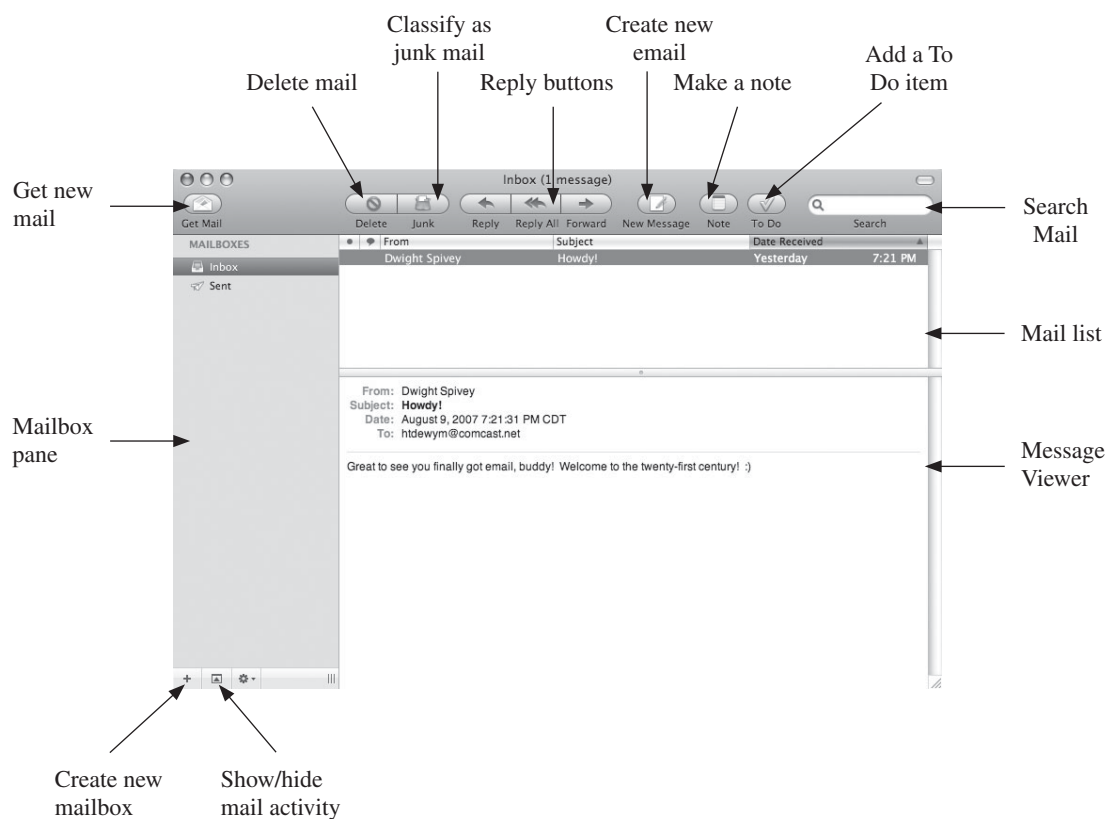 Classify as
junk mail
Create new
email
Add a To
Do item
Delete mail
Reply buttons
Make a note
Get new
mail
Inbox (1 message)
Get Mail
Delete
Junk
Reply
Reply All
Forward
New Message
Note
To Do
Search
Search
Mail
MAILBOXES
From
Subject
Date Received
Inbox
Dwight Spivey
Howdy!
Yesterday
7:21 PM
Sent
Mail list
From: Dwight Spivey
Subject: Howdy!
Date: August 9, 2007 7:21:31 PM CDT
To: htdewym@comcast.net
Mailbox
pane
Great to see you finally got email, buddy! Welcome to the twenty-first century! :)
Message
Viewer
Create new
mailbox
Show/hide
mail activity